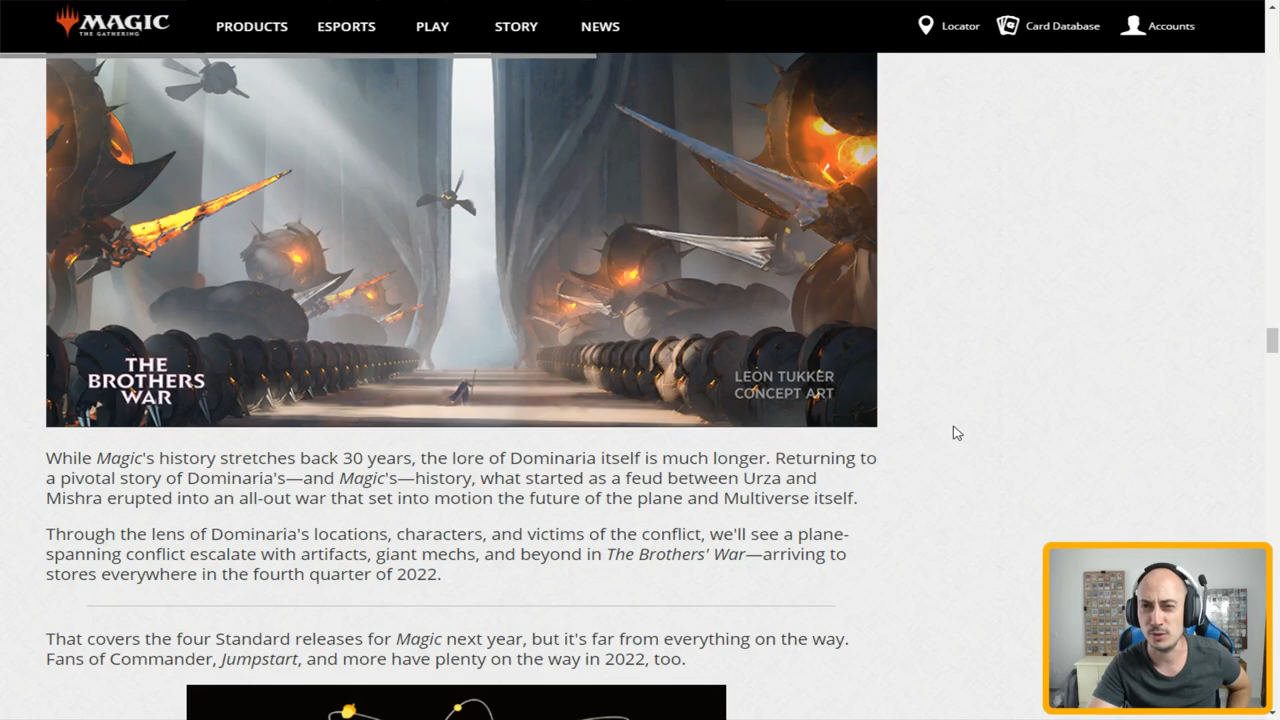 MAGIC
THE GATHERING
PRODUCTS
ESPORTS
PLAY
STORY
NEWS
Locator
Card Database
Accounts
THE
BROTHERS
WAR
LEON TUKKER
CONCEPT ART
While Magic's history stretches back 30 years, the lore of Dominaria itself is much longer. Returning to
a pivotal story of Dominaria's—and Magic's—history, what started as a feud between Urza and
Mishra erupted into an all-out war that set into motion the future of the plane and Multiverse itself.
Through the lens of Dominaria's locations, characters, and victims of the conflict, we'll see a plane-
spanning conflict escalate with artifacts, giant mechs, and beyond in The Brothers' War—arriving to
stores everywhere in the fourth quarter of 2022.
That covers the four Standard releases for Magic next year, but it's far from everything on the way.
Fans of Commander, Jumpstart, and more have plenty on the way in 2022, too.